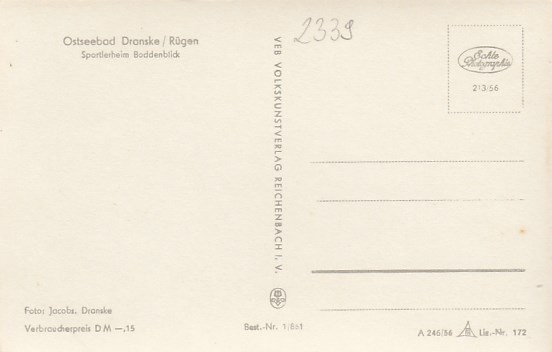 Ostseebad Dranske / Rügen
Sportlerheim Boddenblick
2339
VEB VOLKSKUNSTVERLAG REICHENBACH I. V.
Echte
Photographie
213/56
Foto: Jacobs, Dranske
Verbraucherpreis DM —.15
Best.-Nr. 1/861
A 246/56
Lis.-Nr. 172